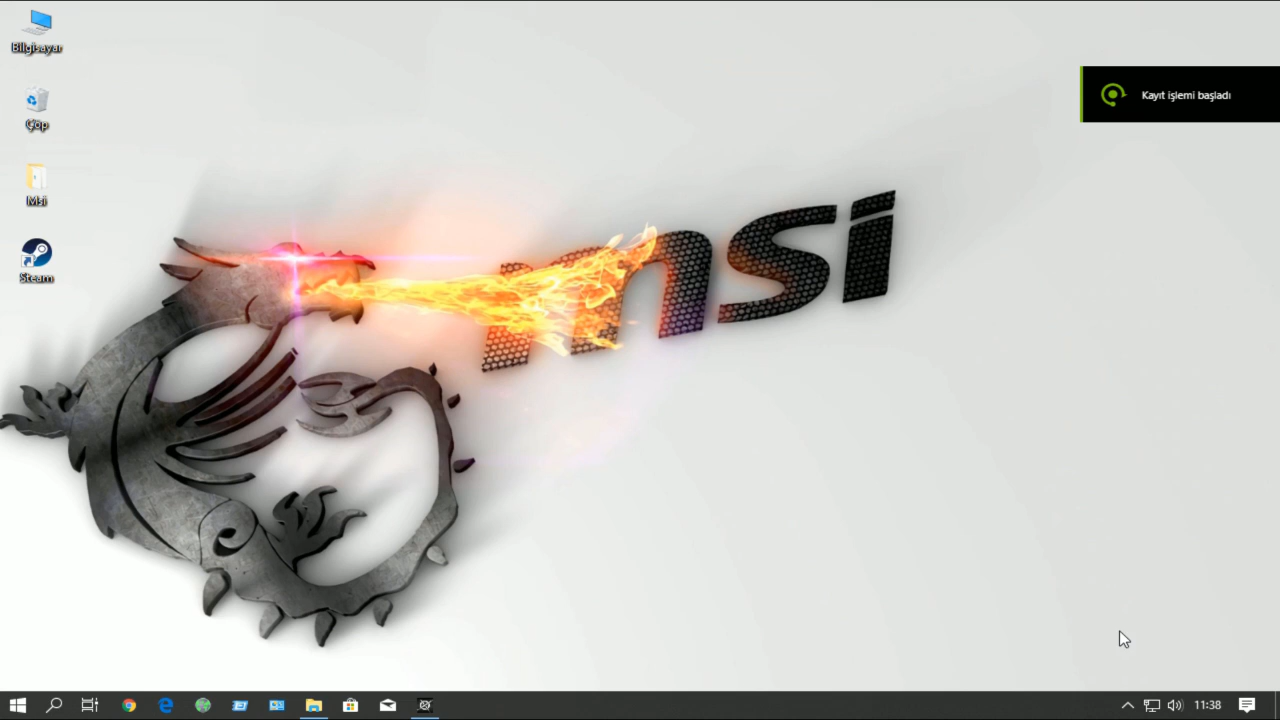 Bilgisayar
Çöp
Msi
Steam
Kayıt işlemi başladı
msi
11:38